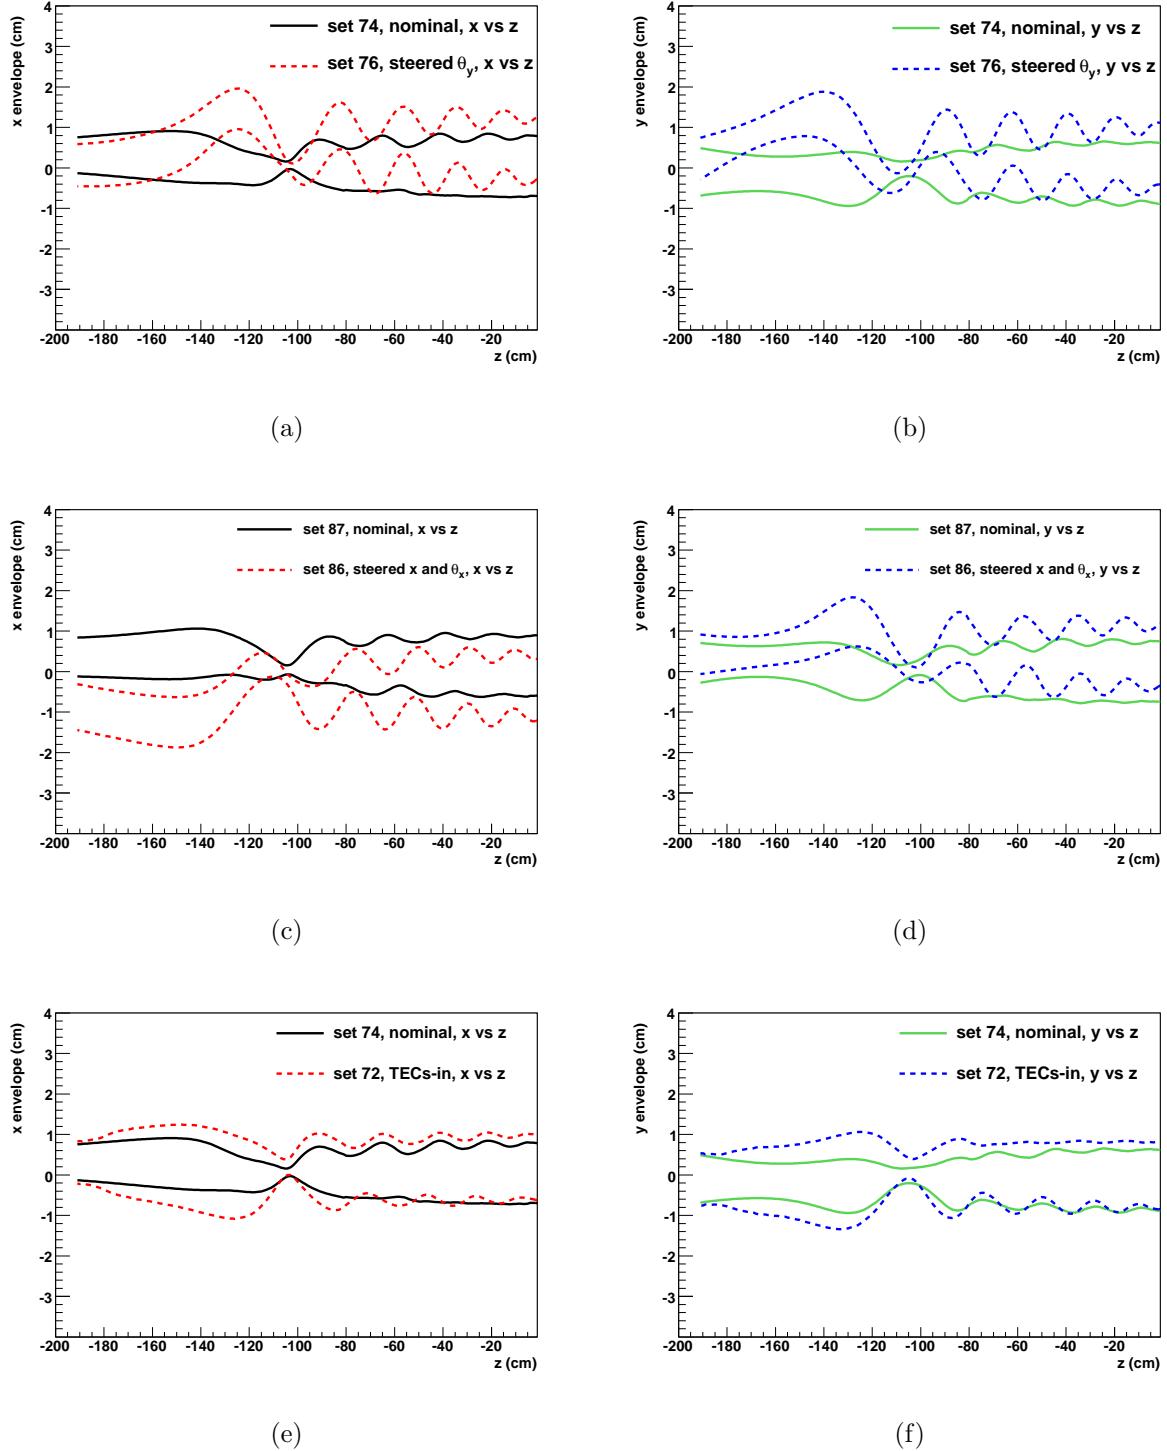 x envelope (cm)
4
3
2
1
0
-1
-2
-3
set 74, nominal, x vs z
set 76, steered θy, x vs z
-200 -180 -160 -140 -120 -100 -80 -60 -40 -20
z (cm)
(a)
y envelope (cm)
4
3
2
1
0
-1
-2
-3
set 74, nominal, y vs z
set 76, steered θy, y vs z
-200 -180 -160 -140 -120 -100 -80 -60 -40 -20 0
z (cm)
(b)
x envelope (cm)
4
3
2
1
0
-1
-2
-3
set 87, nominal, x vs z
set 86, steered x and θx, x vs z
-200 -180 -160 -140 -120 -100 -80 -60 -40 -20
z (cm)
(c)
y envelope (cm)
4
3
2
1
0
-1
-2
-3
set 87, nominal, y vs z
set 86, steered x and θx, y vs z
-200 -180 -160 -140 -120 -100 -80 -60 -40 -20 0
z (cm)
(d)
x envelope (cm)
4
3
2
1
0
-1
-2
-3
set 74, nominal, x vs z
set 72, TECs-in, x vs z
-200 -180 -160 -140 -120 -100 -80 -60 -40 -20
z (cm)
(e)
y envelope (cm)
4
3
2
1
0
-1
-2
-3
set 74, nominal, y vs z
set 72, TECs-in, y vs z
-200 -180 -160 -140 -120 -100 -80 -60 -40 -20 0
z (cm)
(f)